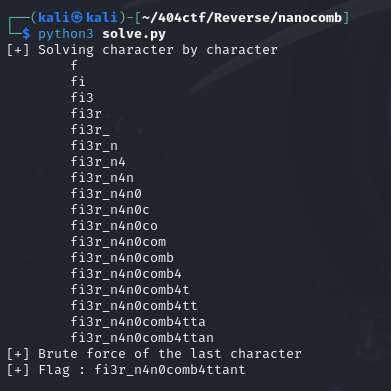 ┌──(kali㉿kali)-[~/404ctf/Reverse/nanocomb]
└─$ python3 solve.py
[+] Solving character by character
f
fi
fi3
fi3r
fi3r_
fi3r_n
fi3r_n4
fi3r_n4n
fi3r_n4n0
fi3r_n4n0c
fi3r_n4n0co
fi3r_n4n0com
fi3r_n4n0comb
fi3r_n4n0comb4
fi3r_n4n0comb4t
fi3r_n4n0comb4tt
fi3r_n4n0comb4tta
fi3r_n4n0comb4ttan
[+] Brute force of the last character
[+] Flag : fi3r_n4n0comb4ttant